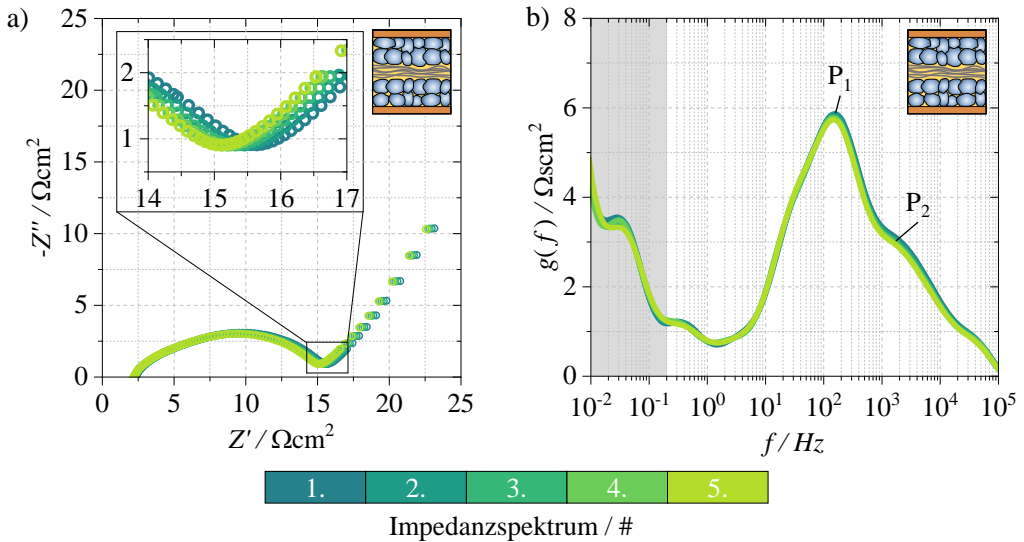 a)
25
20
15
10
5
0
-Z'' / Ωcm²
0 5 10 15 20 25
Z' / Ωcm²
2
1
14 15 16 17
b)
8
6
4
2
0
g(f) / Ωscm²
P₁
P₂
10⁻² 10⁻¹ 10⁰ 10¹ 10² 10³ 10⁴ 10⁵
f / Hz
1. 2. 3. 4. 5.
Impedanzspektrum / #